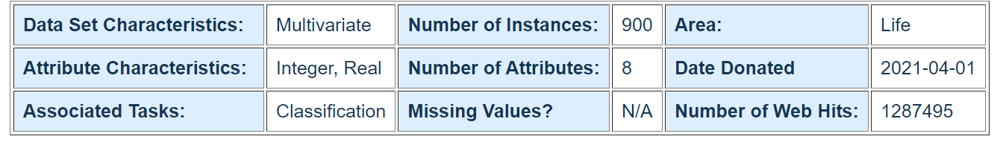 Data Set Characteristics: Multivariate Number of Instances: 900 Area: Life
Attribute Characteristics: Integer, Real Number of Attributes: 8 Date Donated 2021-04-01
Associated Tasks: Classification Missing Values? N/A Number of Web Hits: 1287495